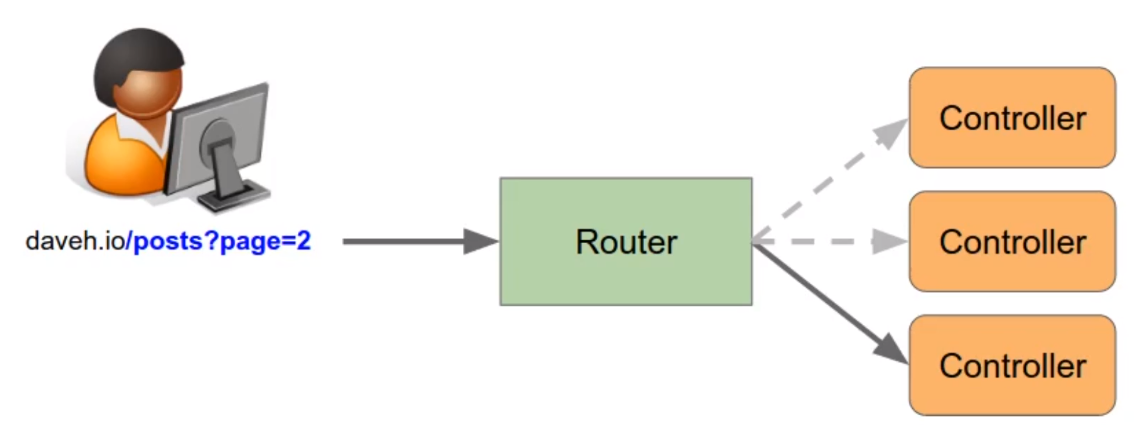 daveh.io/posts?page=2
Router
Controller
Controller
Controller